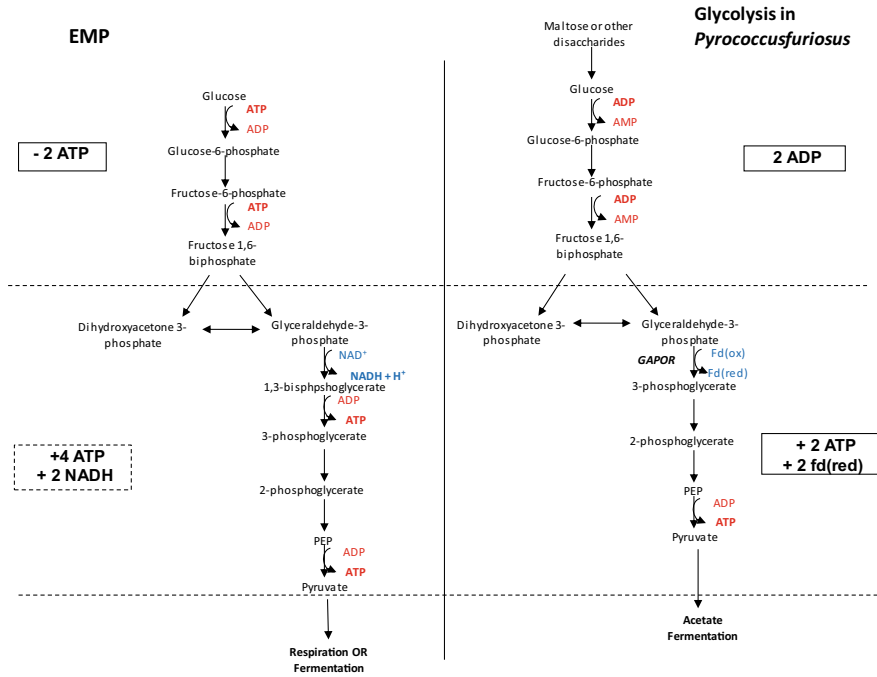 EMP
Glucose
ATP
ADP
Glucose-6-phosphate
- 2 ATP
Fructose-6-phosphate
ATP
ADP
Fructose 1,6-
biphosphate
Dihydroxyacetone 3-
phosphate
Glyceraldehyde-3-
phosphate
NAD+
NADH + H+
1,3-bisphpshoglycerate
ADP
ATP
3-phosphoglycerate
+4 ATP
+ 2 NADH
2-phosphoglycerate
PEP
ADP
ATP
Pyruvate
Respiration OR
Fermentation
Glycolysis in
Pyrococcusfuriosus
Maltose or other
disaccharides
Glucose
ADP
AMP
Glucose-6-phosphate
2 ADP
Fructose-6-phosphate
ADP
AMP
Fructose 1,6-
biphosphate
Dihydroxyacetone 3-
phosphate
Glyceraldehyde-3-
phosphate
GAPOR
Fd(ox)
Fd(red)
3-phosphoglycerate
2-phosphoglycerate
+ 2 ATP
+ 2 fd(red)
PEP
ADP
ATP
Pyruvate
Acetate
Fermentation